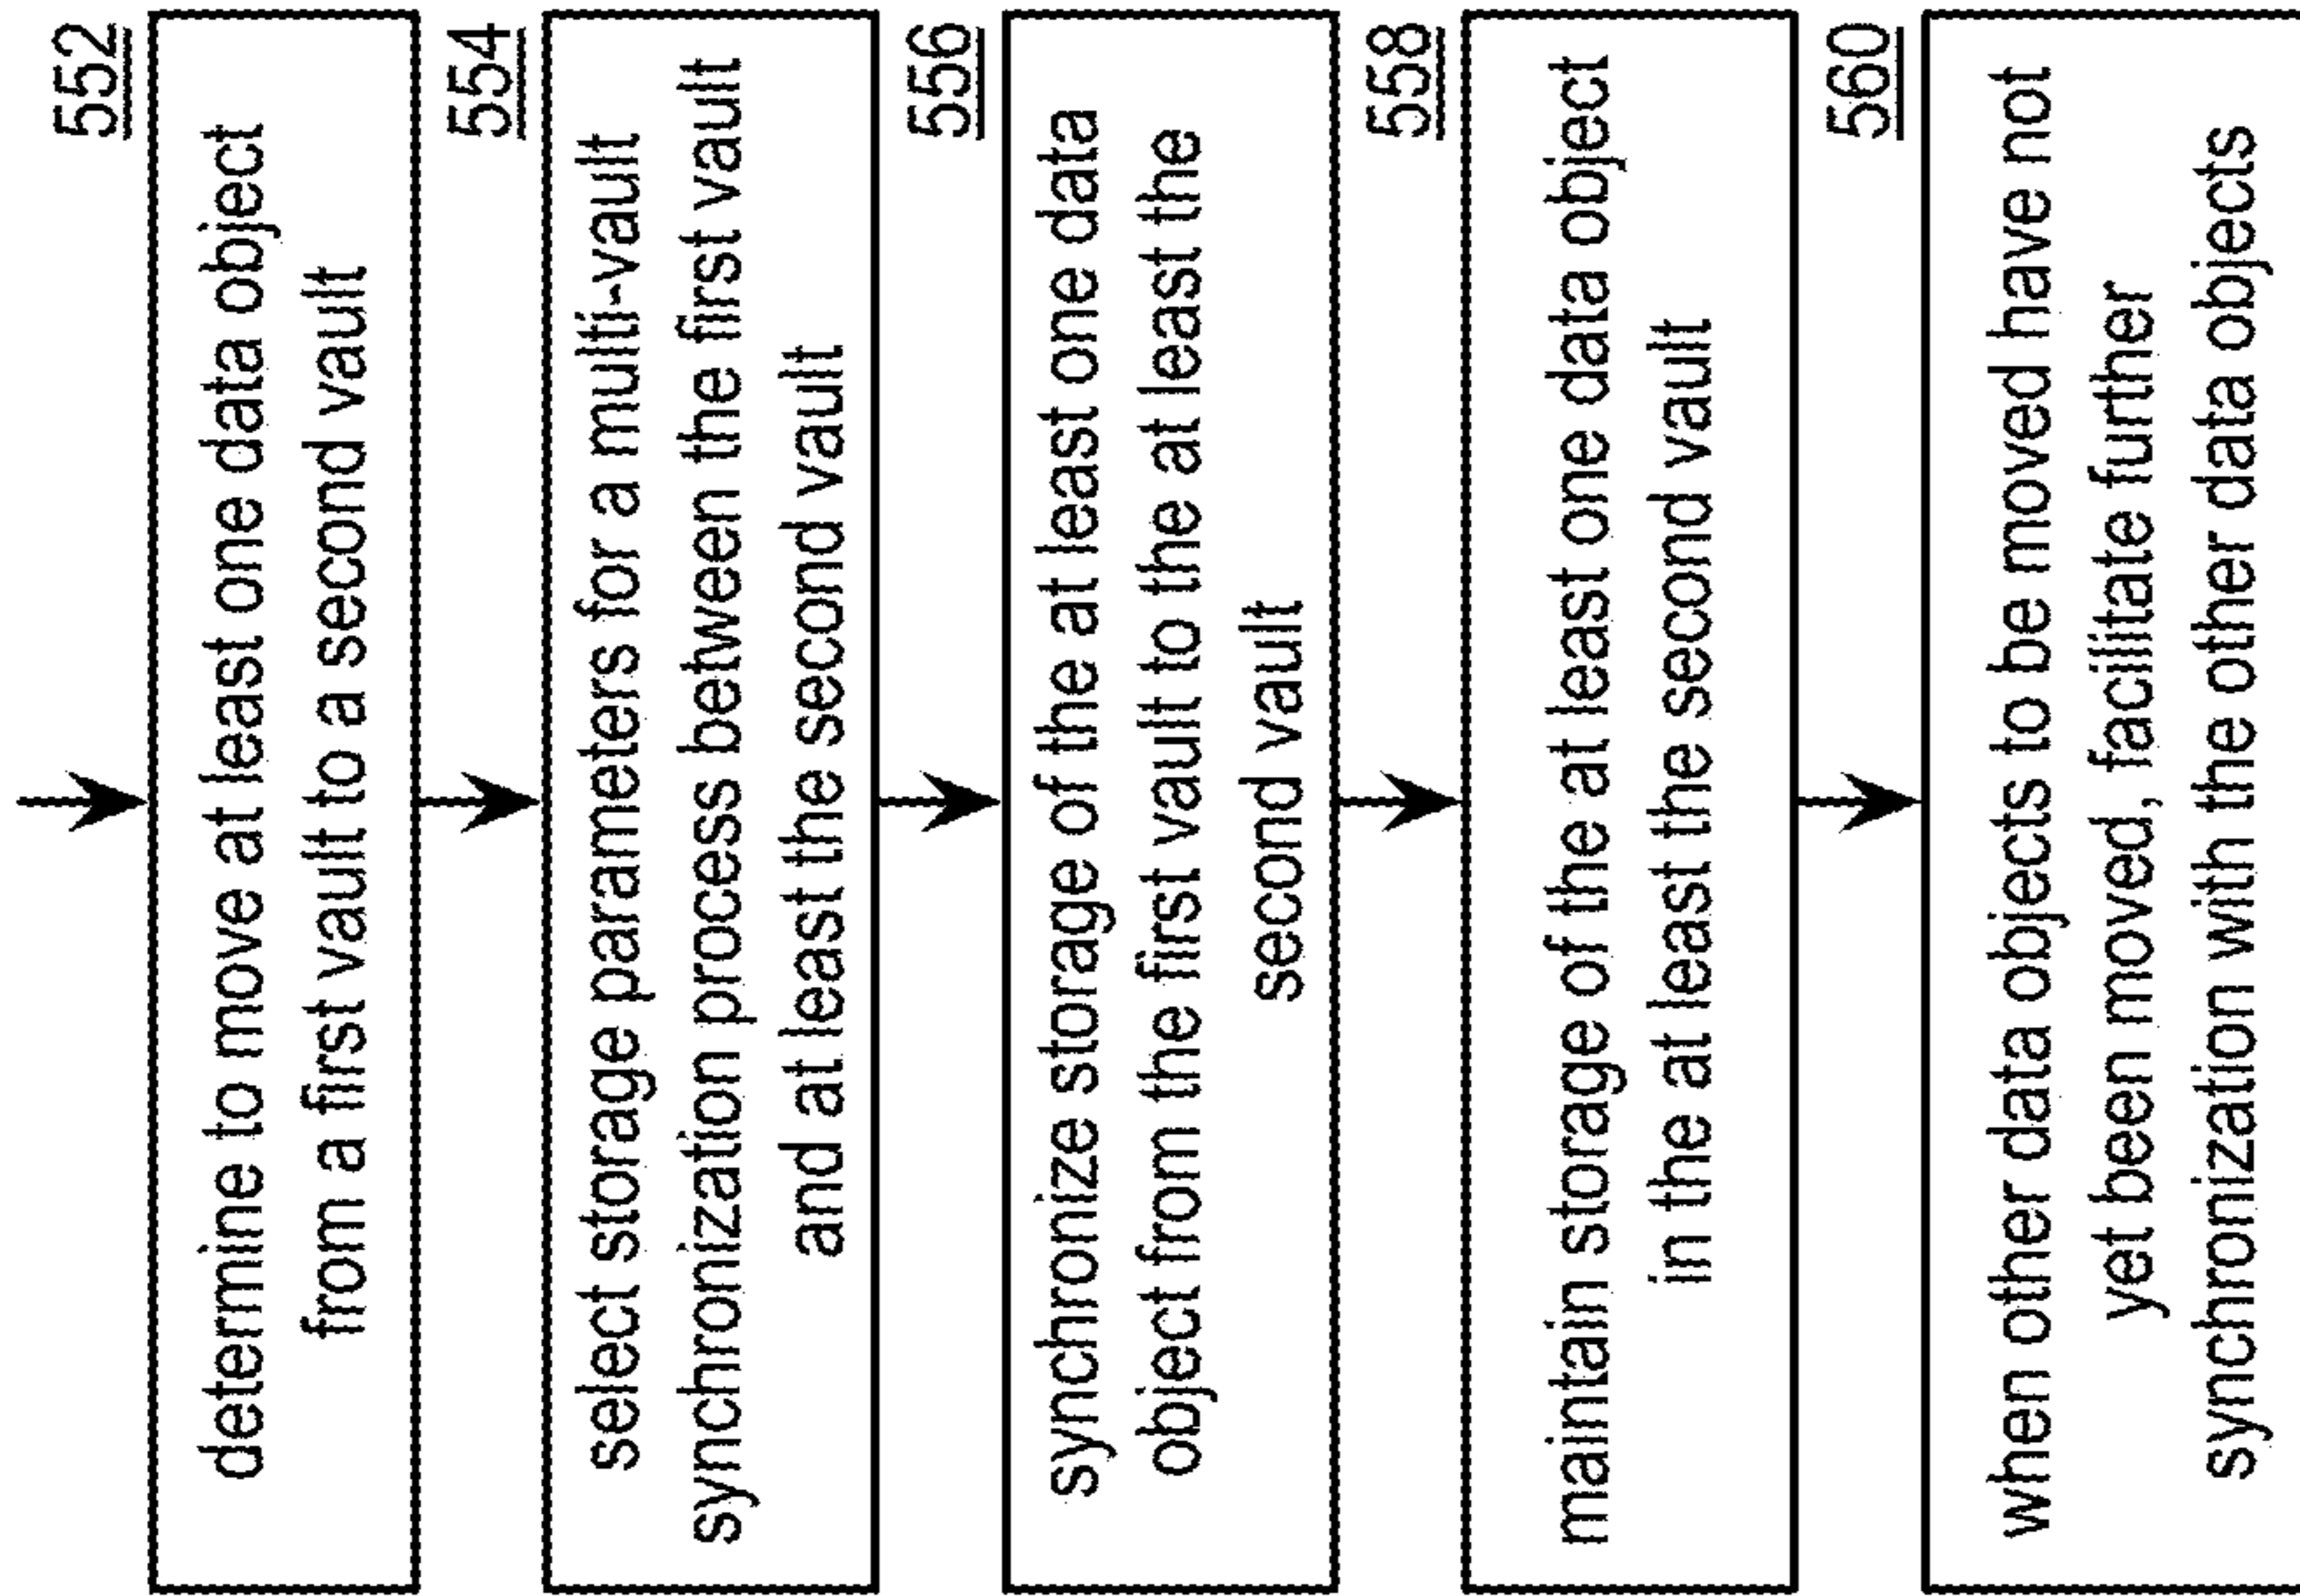 552
determine to move at least one data object
from a first vault to a second vault
554
select storage parameters for a multi-vault
synchronization process between the first vault
and at least the second vault
556
synchronize storage of the at least one data
object from the first vault to the at least the
second vault
558
maintain storage of the at least one data object
in the at least the second vault
560
when other data objects to be moved have not
yet been moved, facilitate further
synchronization with the other data objects